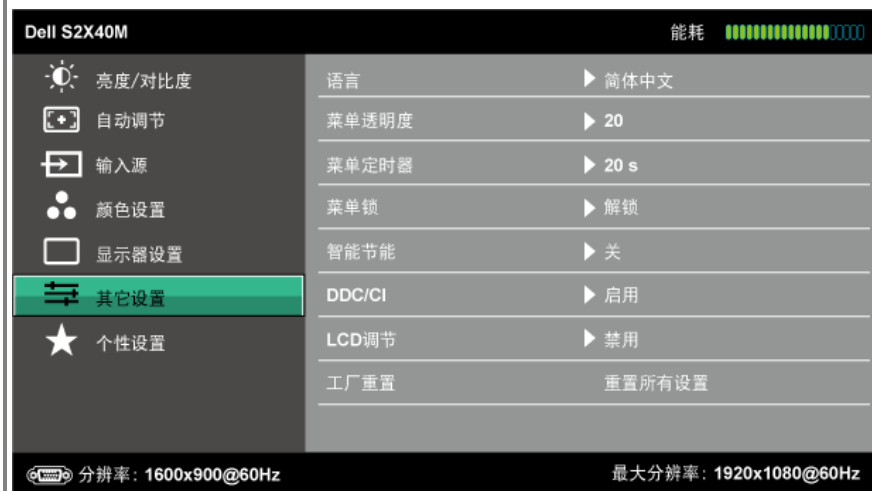 Dell S2X40M 能耗
亮度/对比度 语言 简体中文
自动调节 菜单透明度 20
输入源 菜单定时器 20 s
颜色设置 菜单锁 解锁
显示器设置 智能节能 关
其它设置 DDC/CI 启用
个性设置 LCD调节 禁用
工厂重置 重置所有设置
分辨率: 1600x900@60Hz 最大分辨率: 1920x1080@60Hz